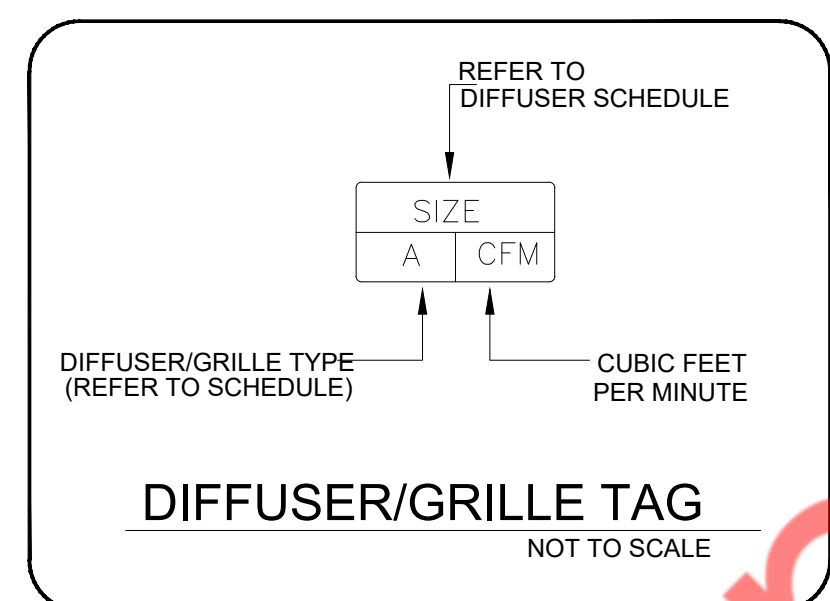 REFER TO
DIFFUSER SCHEDULE
SIZE
A
CFM
DIFFUSER/GRILLE TYPE
(REFER TO SCHEDULE)
CUBIC FEET
PER MINUTE
DIFFUSER/GRILLE TAG
NOT TO SCALE